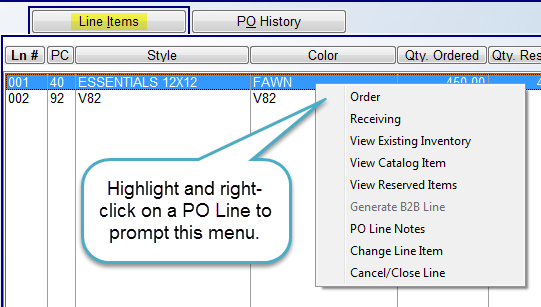 Line Items PO History
Ln # PC Style Color Qty. Ordered Qty. Res
001 40 ESSENTIALS 12X12 FAWN 460.00 4
002 92 V82 V82
Order
Receiving
View Existing Inventory
View Catalog Item
View Reserved Items
Generate B2B Line
PO Line Notes
Change Line Item
Cancel/Close Line
Highlight and right-
click on a PO Line to
prompt this menu.